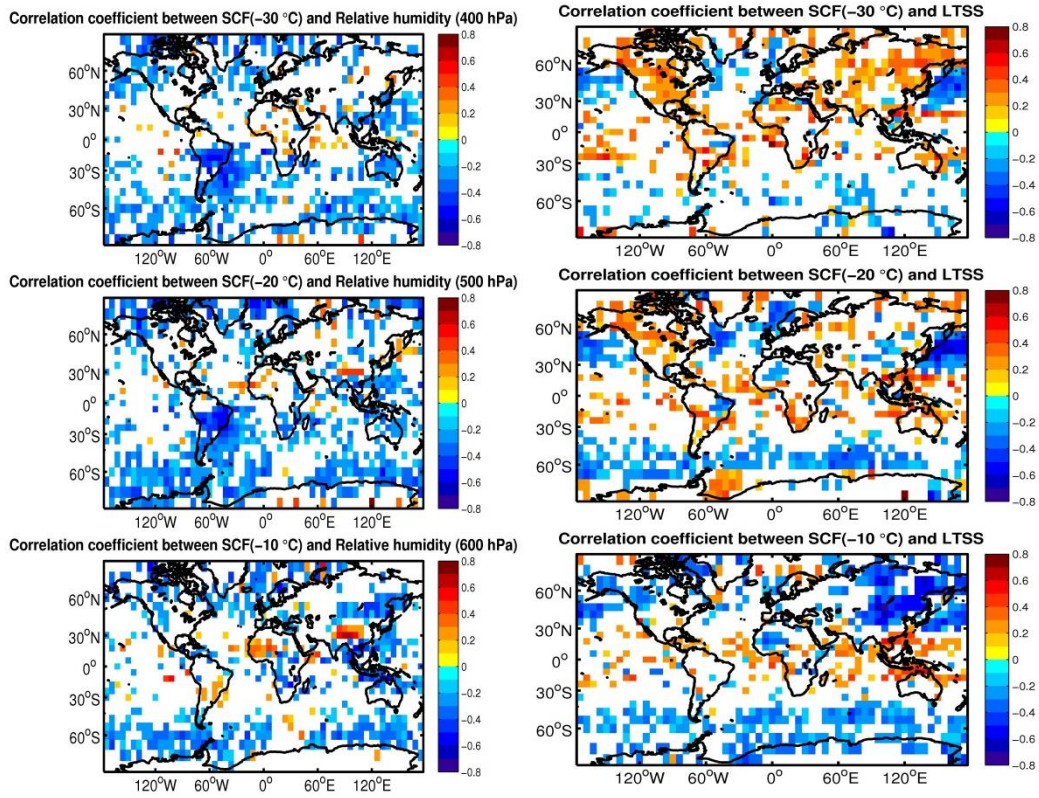 Correlation coefficient between SCF(−30 °C) and Relative humidity (400 hPa)
0.8
0.6
0.4
0.2
0
−0.2
−0.4
−0.6
−0.8
60°N
30°N
0°
30°S
60°S
120°W 60°W 0° 60°E 120°E
Correlation coefficient between SCF(−30 °C) and LTSS
0.8
0.6
0.4
0.2
0
−0.2
−0.4
−0.6
−0.8
60°N
30°N
0°
30°S
60°S
120°W 60°W 0° 60°E 120°E
Correlation coefficient between SCF(−20 °C) and Relative humidity (500 hPa)
0.8
0.6
0.4
0.2
0
−0.2
−0.4
−0.6
−0.8
60°N
30°N
0°
30°S
60°S
120°W 60°W 0° 60°E 120°E
Correlation coefficient between SCF(−20 °C) and LTSS
0.8
0.6
0.4
0.2
0
−0.2
−0.4
−0.6
−0.8
60°N
30°N
0°
30°S
60°S
120°W 60°W 0° 60°E 120°E
Correlation coefficient between SCF(−10 °C) and Relative humidity (600 hPa)
0.8
0.6
0.4
0.2
0
−0.2
−0.4
−0.6
−0.8
60°N
30°N
0°
30°S
60°S
120°W 60°W 0° 60°E 120°E
Correlation coefficient between SCF(−10 °C) and LTSS
0.8
0.6
0.4
0.2
0
−0.2
−0.4
−0.6
−0.8
60°N
30°N
0°
30°S
60°S
120°W 60°W 0° 60°E 120°E